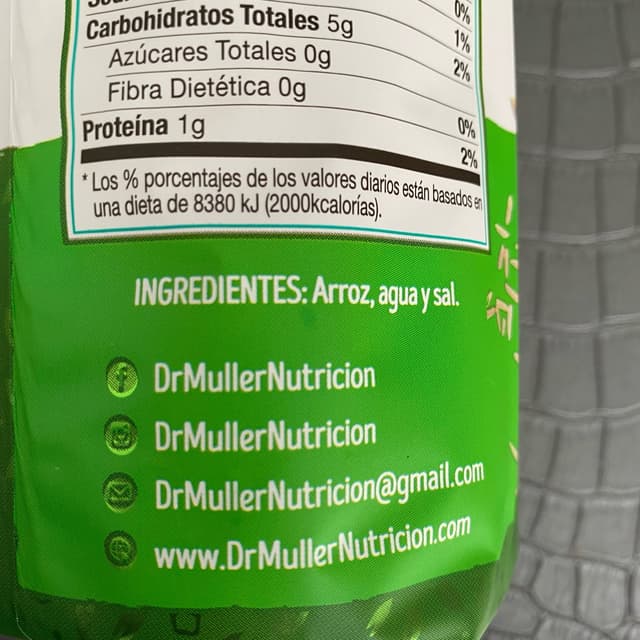 0%
Carbohidratos Totales 5g 1%
Azúcares Totales 0g 2%
Fibra Dietética 0g
0%
Proteína 1g 2%
* Los % porcentajes de los valores diarios están basados en
una dieta de 8380 kJ (2000kcalorías).
INGREDIENTES: Arroz, agua y sal.
DrMullerNutricion
DrMullerNutricion
DrMullerNutricion@gmail.com
www.DrMullerNutricion.com